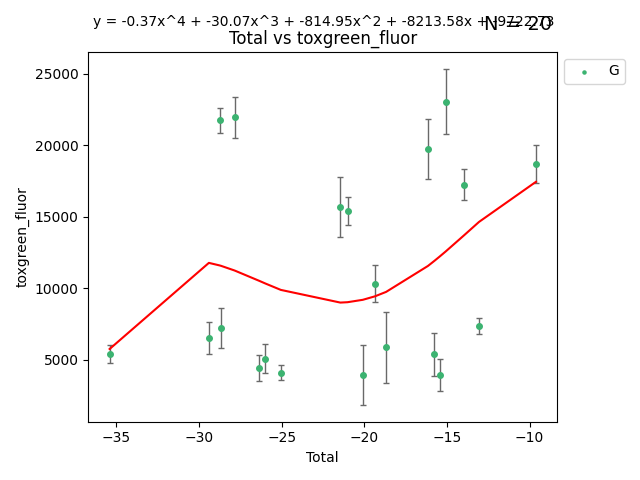 y = -0.37x^4 + -30.07x^3 + -814.95x^2 + -8213.58x +
N = 20
Total vs toxgreen_fluor
G
25000
20000
15000
10000
5000
toxgreen_fluor
−35
−30
−25
−20
−15
−10
Total